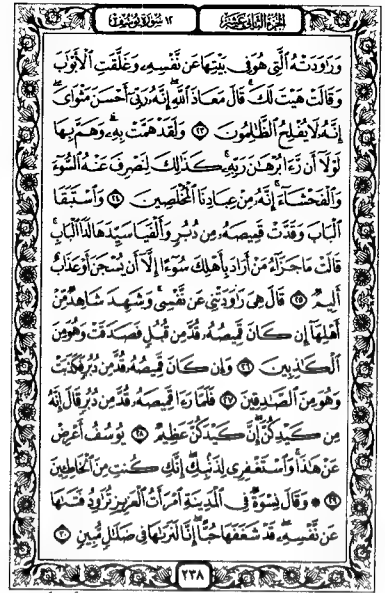 الجزء الثاني عشر ١٢ سورة يوسف
وَرَٰوَدَتْهُ ٱلَّتِى هُوَ فِى بَيْتِهَا عَن نَّفْسِهِۦ وَغَلَّقَتِ ٱلْأَبْوَٰبَ
وَقَالَتْ هَيْتَ لَكَ ۚ قَالَ مَعَاذَ ٱللَّهِ ۖ إِنَّهُۥ رَبِّىٓ أَحْسَنَ مَثْوَاىَ ۖ
إِنَّهُۥ لَا يُفْلِحُ ٱلظَّٰلِمُونَ ٢٣ وَلَقَدْ هَمَّتْ بِهِۦ ۖ وَهَمَّ بِهَا
لَوْلَآ أَن رَّءَا بُرْهَٰنَ رَبِّهِۦ ۚ كَذَٰلِكَ لِنَصْرِفَ عَنْهُ ٱلسُّوٓءَ
وَٱلْفَحْشَآءَ ۚ إِنَّهُۥ مِنْ عِبَادِنَا ٱلْمُخْلَصِينَ ٢٤ وَٱسْتَبَقَا
ٱلْبَابَ وَقَدَّتْ قَمِيصَهُۥ مِن دُبُرٍ وَأَلْفَيَا سَيِّدَهَا لَدَا ٱلْبَابِ ۚ
قَالَتْ مَا جَزَآءُ مَنْ أَرَادَ بِأَهْلِكَ سُوٓءًا إِلَّآ أَن يُسْجَنَ أَوْ عَذَابٌ
أَلِيمٌ ٢٥ قَالَ هِىَ رَٰوَدَتْنِى عَن نَّفْسِى ۚ وَشَهِدَ شَاهِدٌ مِّنْ
أَهْلِهَآ إِن كَانَ قَمِيصُهُۥ قُدَّ مِن قُبُلٍ فَصَدَقَتْ وَهُوَ مِنَ
ٱلْكَٰذِبِينَ ٢٦ وَإِن كَانَ قَمِيصُهُۥ قُدَّ مِن دُبُرٍ فَكَذَبَتْ
وَهُوَ مِنَ ٱلصَّٰدِقِينَ ٢٧ فَلَمَّا رَءَا قَمِيصَهُۥ قُدَّ مِن دُبُرٍ قَالَ إِنَّهُۥ
مِن كَيْدِكُنَّ ۖ إِنَّ كَيْدَكُنَّ عَظِيمٌ ٢٨ يُوسُفُ أَعْرِضْ
عَنْ هَٰذَا ۚ وَٱسْتَغْفِرِى لِذَنۢبِكِ ۖ إِنَّكِ كُنتِ مِنَ ٱلْخَاطِـِٔينَ
٢٩ ۞ وَقَالَ نِسْوَةٌ فِى ٱلْمَدِينَةِ ٱمْرَأَتُ ٱلْعَزِيزِ تُرَٰوِدُ فَتَىٰهَا
عَن نَّفْسِهِۦ ۖ قَدْ شَغَفَهَا حُبًّا ۖ إِنَّا لَنَرَىٰهَا فِى ضَلَٰلٍ مُّبِينٍ ٣٠
٢٣٨